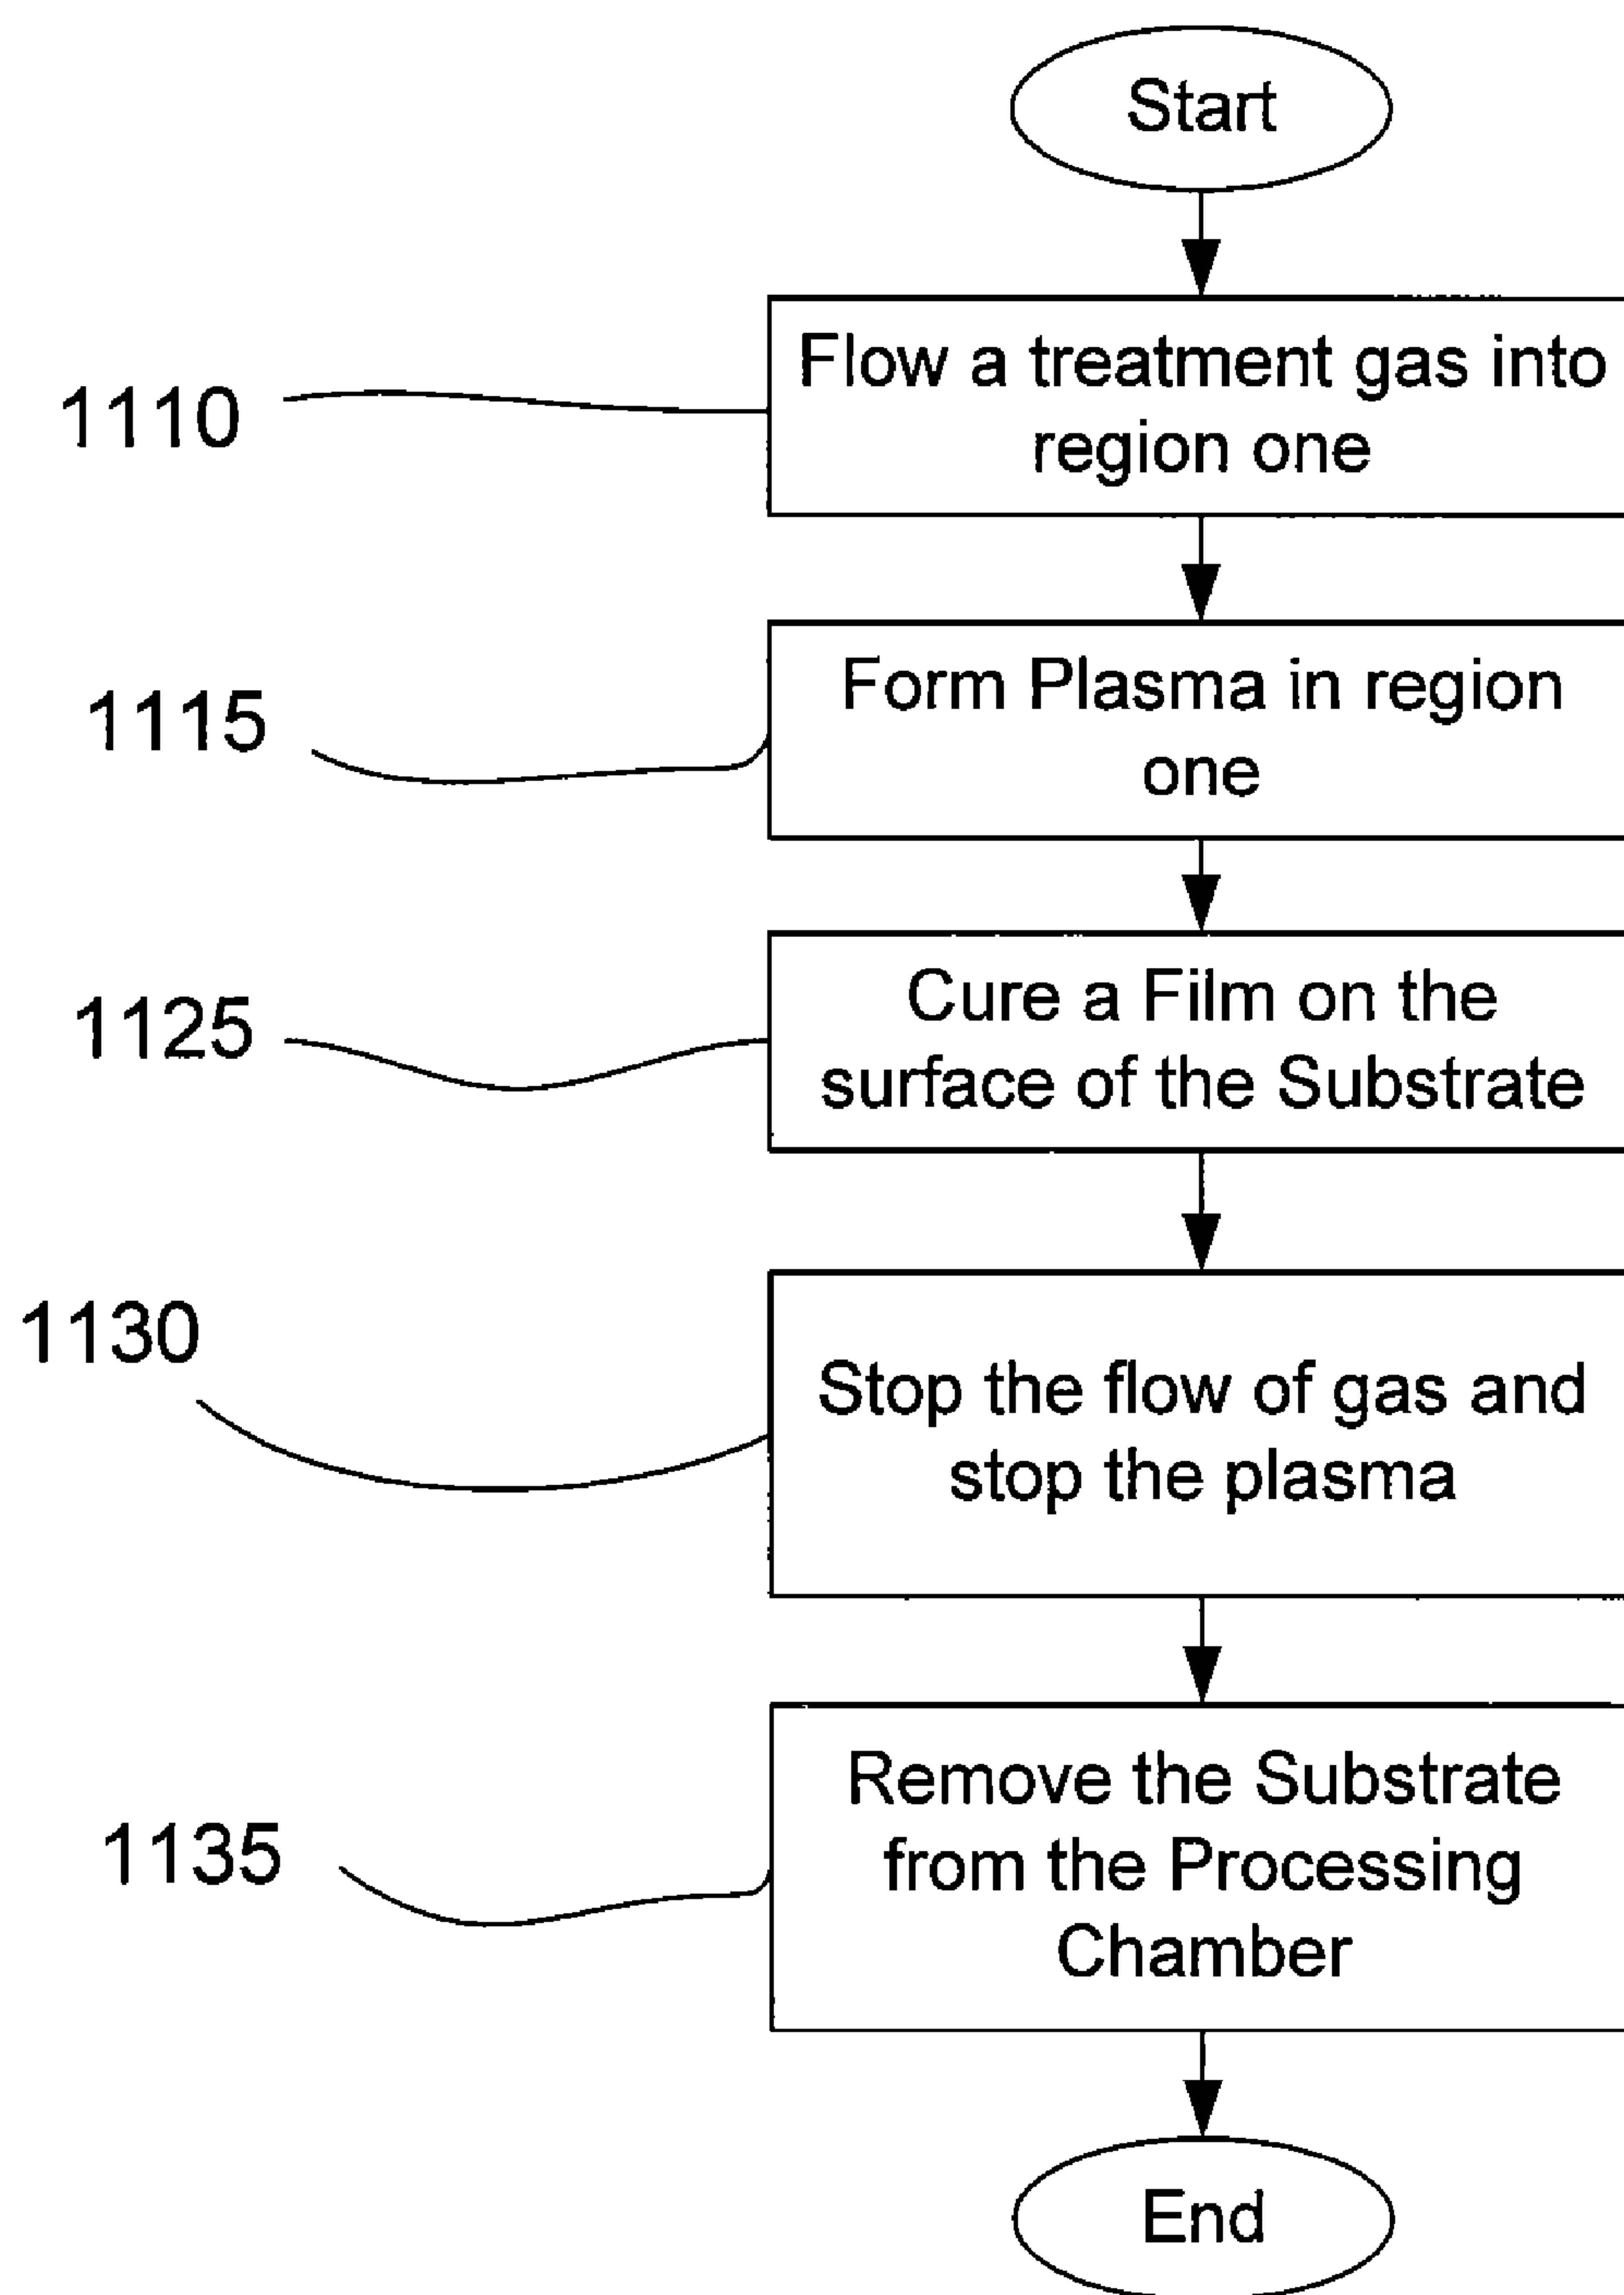 Start
1110
Flow a treatment gas into
region one
1115
Form Plasma in region
one
1125
Cure a Film on the
surface of the Substrate
1130
Stop the flow of gas and
stop the plasma
1135
Remove the Substrate
from the Processing
Chamber
End